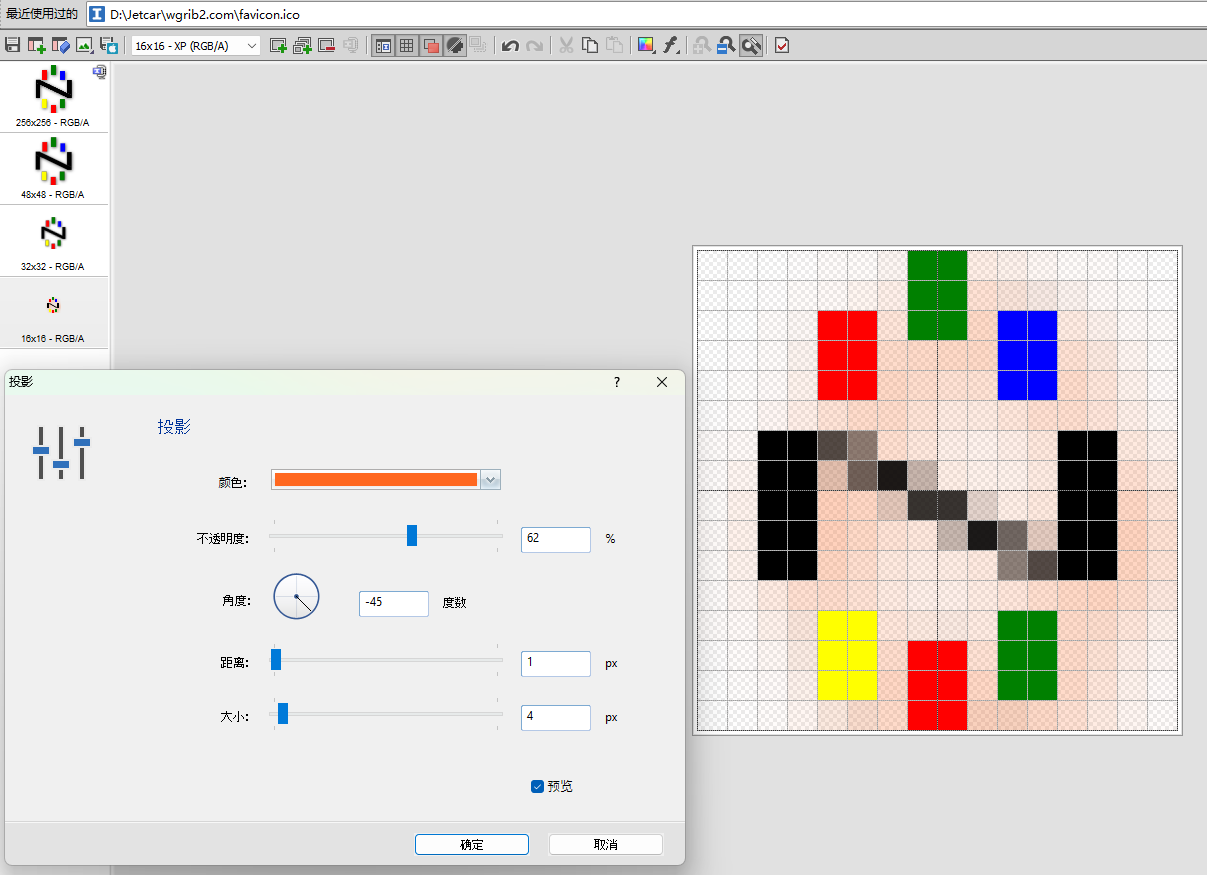 最近使用过的 D:\Jetcar\wgrib2.com\favicon.ico
16x16 - XP (RGB/A)
256x256 - RGB/A
48x48 - RGB/A
32x32 - RGB/A
16x16 - RGB/A
投影 ?
投影
颜色:
不透明度: 62 %
角度: -45 度数
距离: 1 px
大小: 4 px
预览
确定 取消